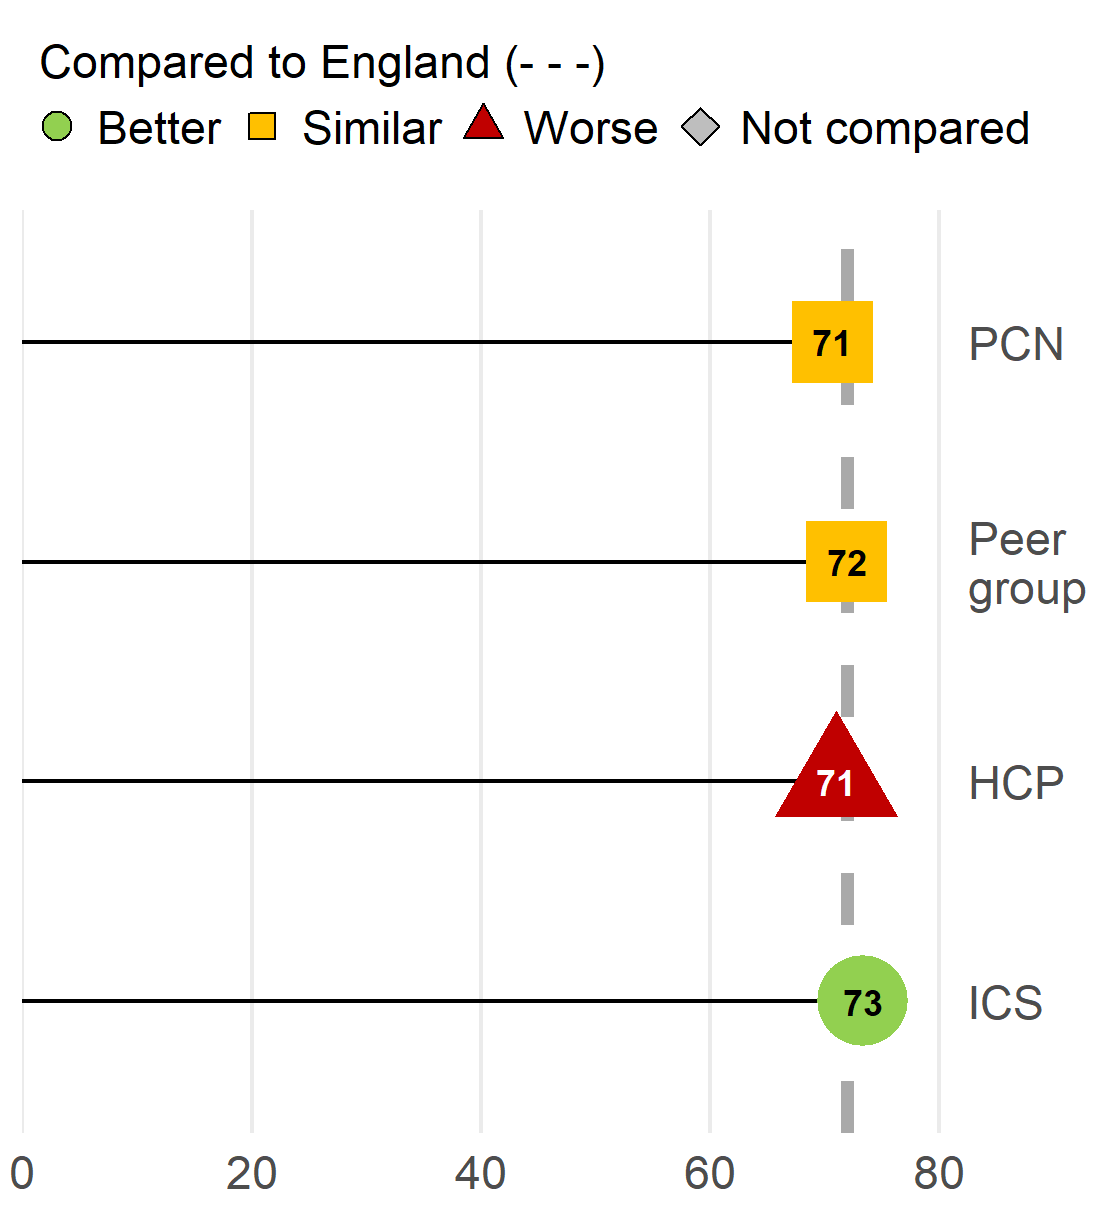 Compared to England (- - -)
Better Similar Worse Not compared
71 PCN
72 Peer
group
71 HCP
73 ICS
0 20 40 60 80